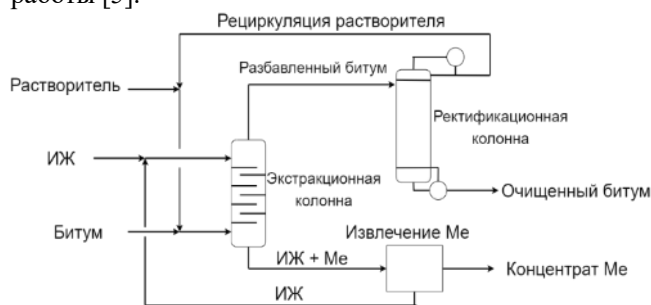 работы [5].
Рециркуляция растворителя
Разбавленный битум
Растворитель
Ректификационная
колонна
ИЖ
Экстракционная
колонна
Очищенный битум
Битум
Извлечение Ме
ИЖ + Ме
Концентрат Ме
ИЖ